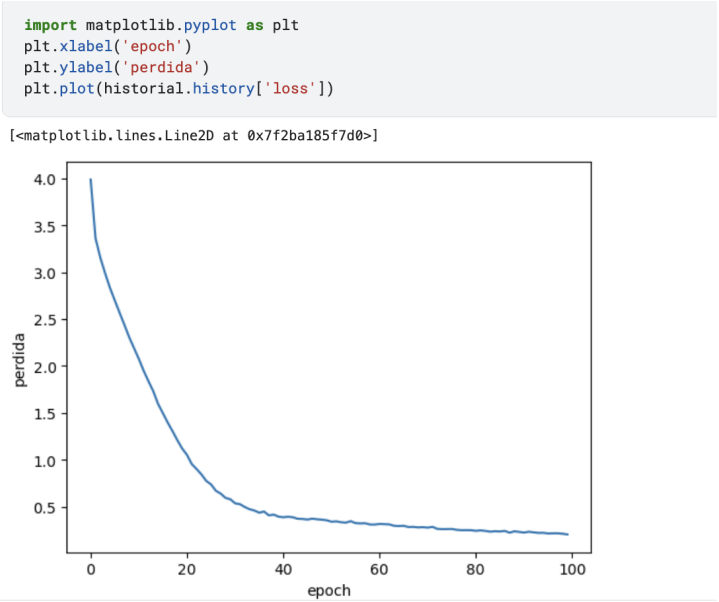 import matplotlib.pyplot as plt
plt.xlabel('epoch')
plt.ylabel('perdida')
plt.plot(historial.history['loss'])
[<matplotlib.lines.Line2D at 0x7f2ba185f7d0>]
4.0
3.5
3.0
2.5
2.0
1.5
1.0
0.5
perdida
0 20 40 60 80 100
epoch